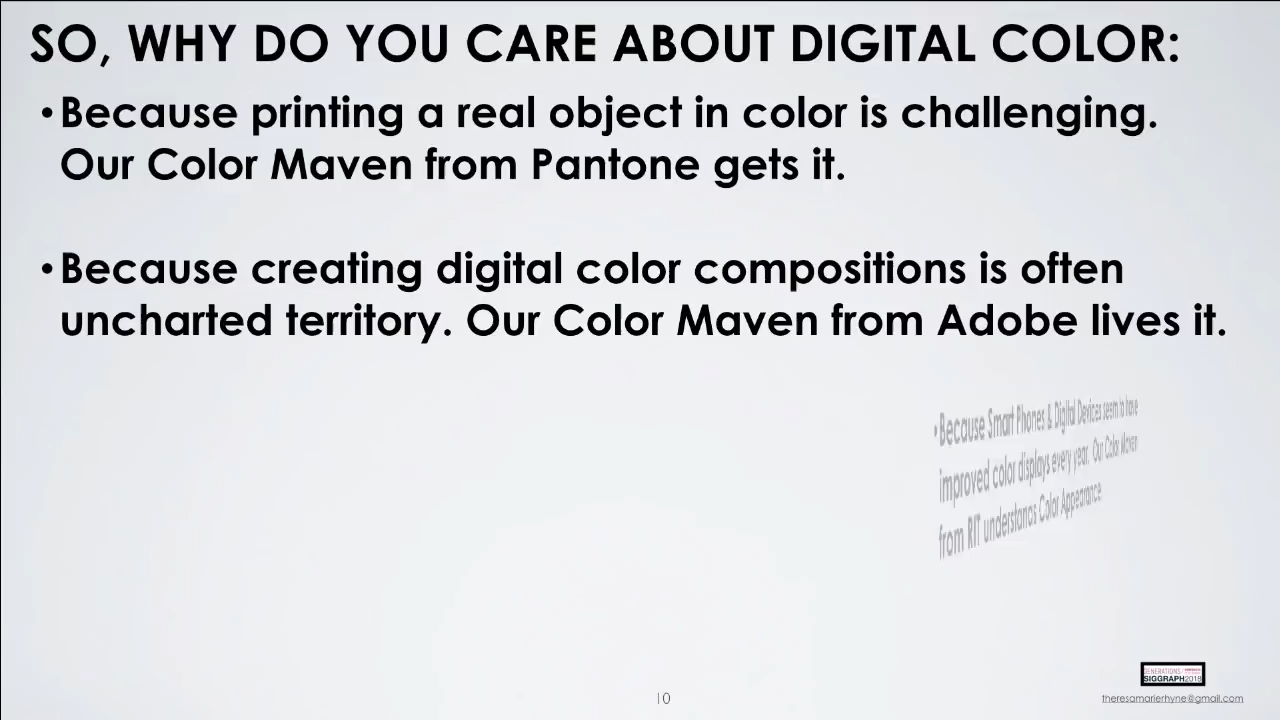 SO, WHY DO YOU CARE ABOUT DIGITAL COLOR:
•Because printing a real object in color is challenging.
Our Color Maven from Pantone gets it.
•Because creating digital color compositions is often
uncharted territory. Our Color Maven from Adobe lives it.
•Because Smart Phones & Digital Devices seem to have
improved color displays every year. Our Color Maven
from RIT understands Color Appearance.
GENERATIONS /
SIGGRAPH2018
10
theresamarierhyne@gmail.com